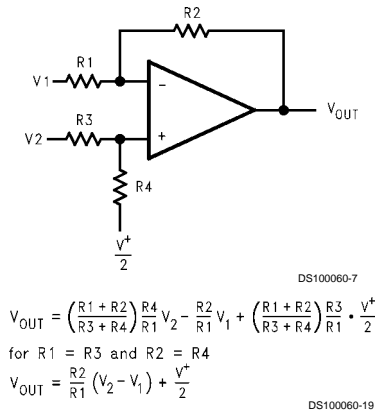 R2
R1
V1
−
VOUT
R3
V2
+
R4
V⁺/2
DS100060-7
VOUT = ((R1 + R2)/(R3 + R4)) R4/R1 V2 − R2/R1 V1 + ((R1 + R2)/(R3 + R4)) R3/R1 • V⁺/2
for R1 = R3 and R2 = R4
VOUT = R2/R1 (V2 − V1) + V⁺/2
DS100060-19